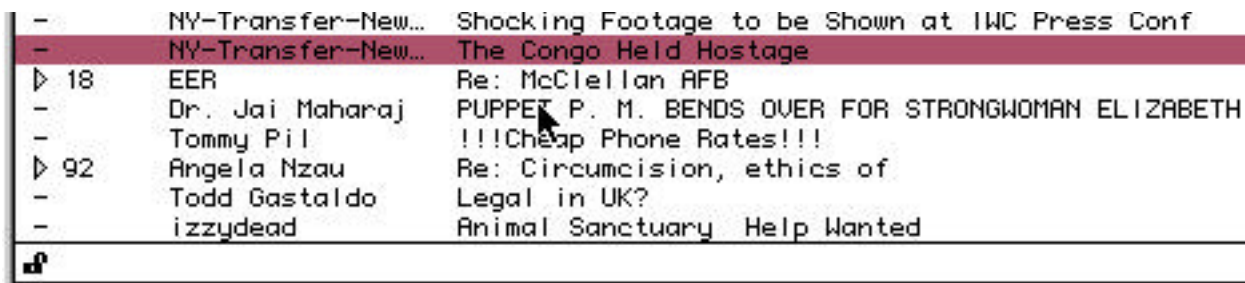 - NY-Transfer-New… Shocking Footage to be Shown at IWC Press Conf
- NY-Transfer-New… The Congo Held Hostage
18 EER Re: McClellan AFB
- Dr. Jai Maharaj PUPPET P. M. BENDS OVER FOR STRONGWOMAN ELIZABETH
- Tommy Pil !!!Cheap Phone Rates!!!
92 Angela Nzau Re: Circumcision, ethics of
- Todd Gastaldo Legal in UK?
- izzydead Animal Sanctuary Help Wanted